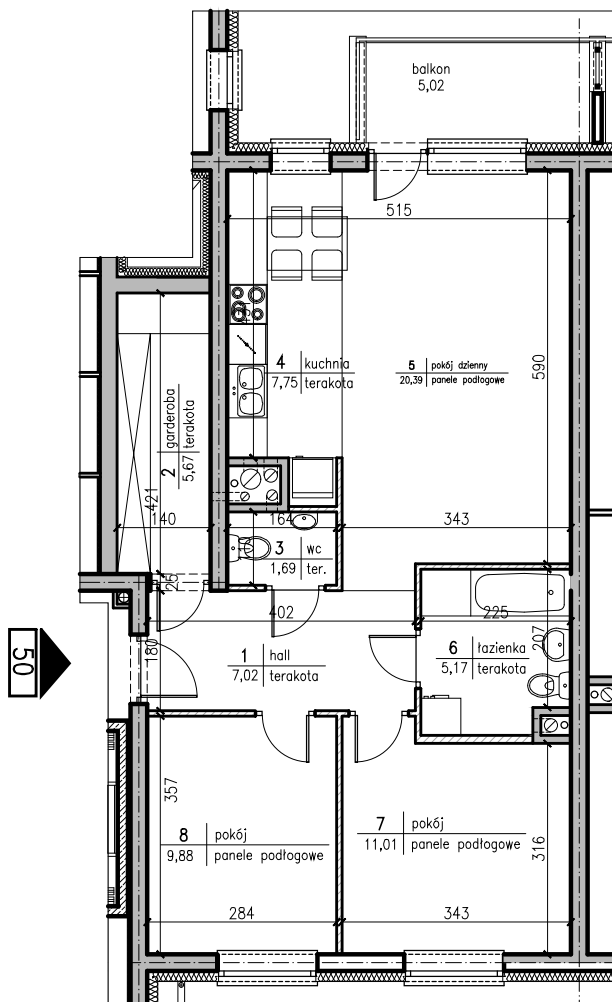 balkon
5,02
515
4 kuchnia
7,75 terakota
5 pokój dzienny
20,39 panele podłogowe
590
2 garderoba
5,67 terakota
421
140
164
343
3 wc
1,69 ter.
25
402
225
207
180
1 hall
7,02 terakota
6 łazienka
5,17 terakota
50
357
8 pokój
9,88 panele podłogowe
7 pokój
11,01 panele podłogowe
316
284
343